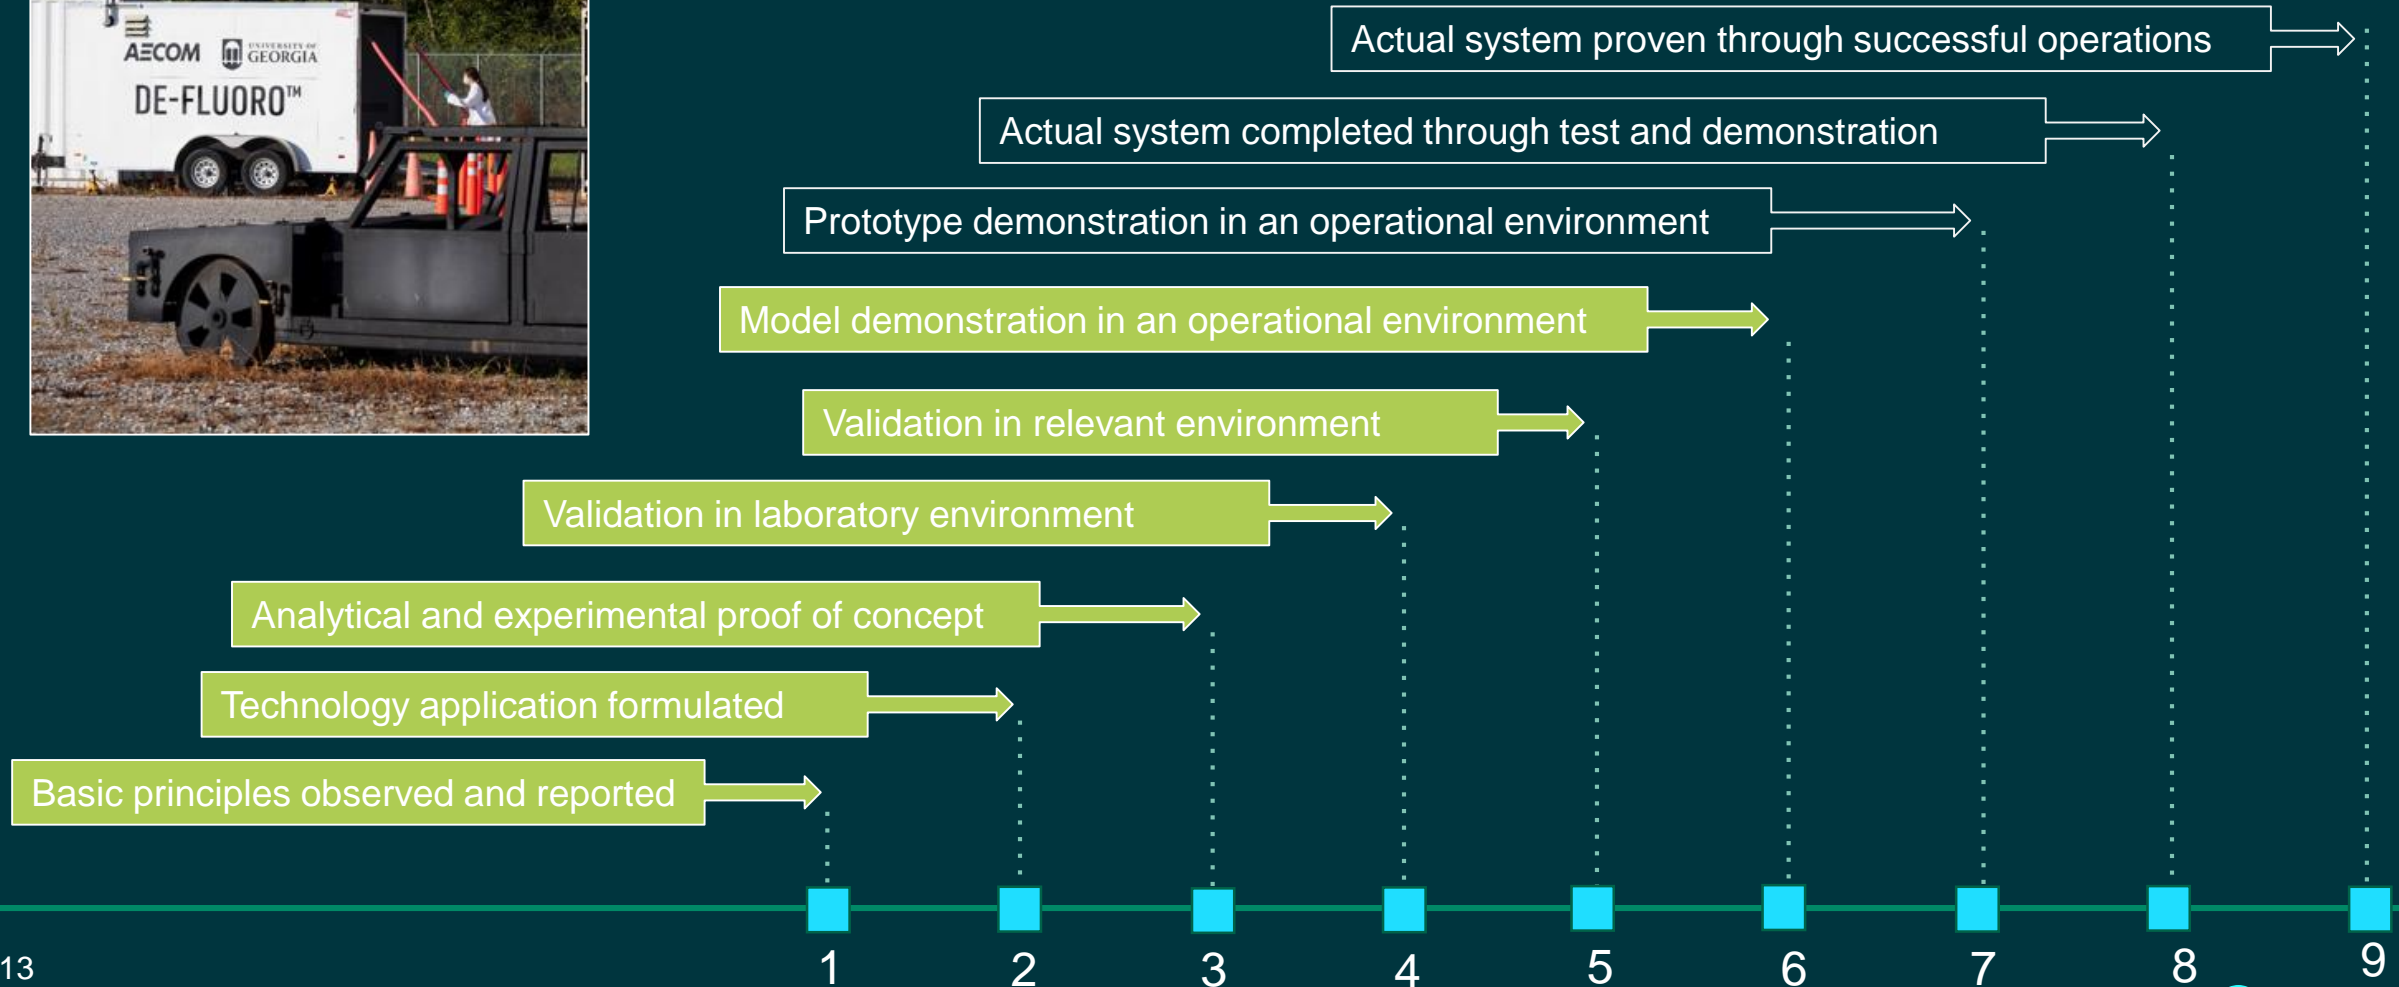 AECOM
UNIVERSITY OF
GEORGIA
DE-FLUORO™
Actual system proven through successful operations
Actual system completed through test and demonstration
Prototype demonstration in an operational environment
Model demonstration in an operational environment
Validation in relevant environment
Validation in laboratory environment
Analytical and experimental proof of concept
Technology application formulated
Basic principles observed and reported
1 2 3 4 5 6 7 8 9
13